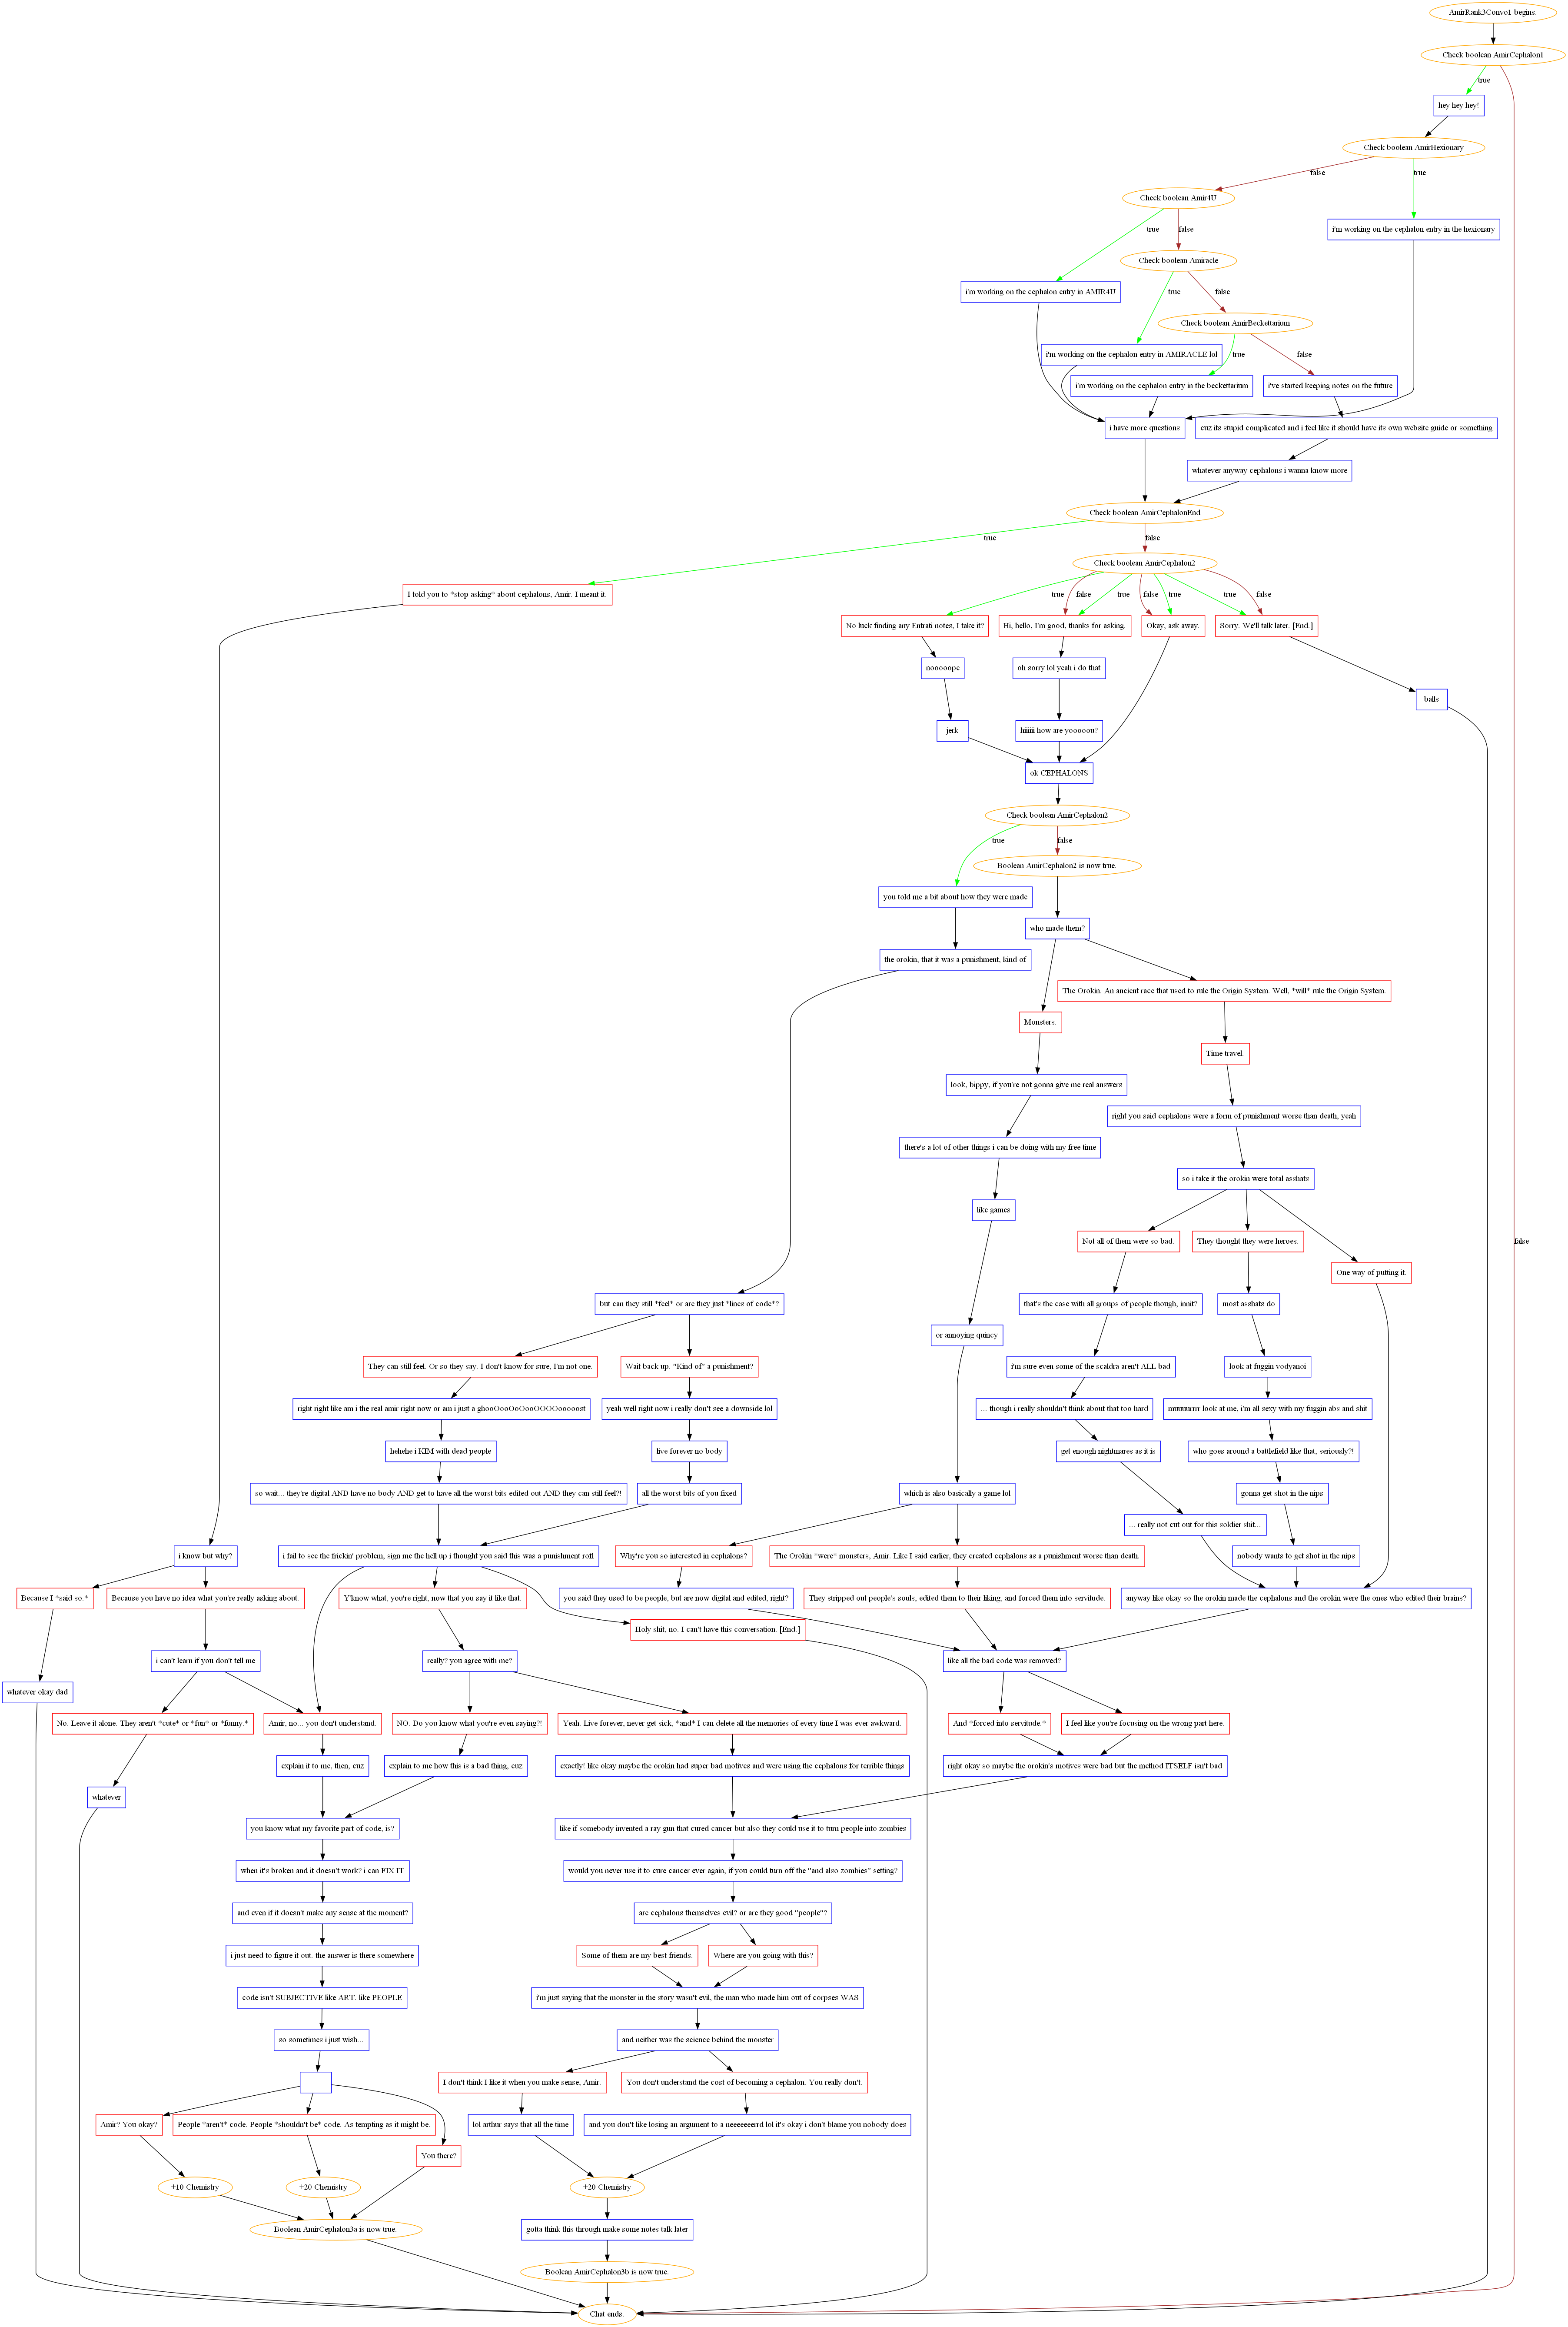 AmirRank3Convo1 begins.
Check boolean AmirCephalon1
true
hey hey hey!
Check boolean AmirHexionary
false
true
Check boolean Amir4U
i'm working on the cephalon entry in the hexionary
true
false
Check boolean Amiracle
i'm working on the cephalon entry in AMIR4U
true
false
Check boolean AmirBeckettarium
i'm working on the cephalon entry in AMIRACLE lol
true
false
i'm working on the cephalon entry in the beckettarium
i've started keeping notes on the future
i have more questions
cuz its stupid complicated and i feel like it should have its own website guide or something
whatever anyway cephalons i wanna know more
Check boolean AmirCephalonEnd
true
false
Check boolean AmirCephalon2
I told you to *stop asking* about cephalons, Amir. I meant it.
true
false
true
false
true
true
false
No luck finding any Entrati notes, I take it?
Hi, hello, I'm good, thanks for asking.
Okay, ask away.
Sorry. We'll talk later. [End.]
nooooope
oh sorry lol yeah i do that
balls
jerk
hiiiiii how are yooooou?
ok CEPHALONS
Check boolean AmirCephalon2
true
false
Boolean AmirCephalon2 is now true.
you told me a bit about how they were made
who made them?
the orokin, that it was a punishment, kind of
The Orokin. An ancient race that used to rule the Origin System. Well, *will* rule the Origin System.
Monsters.
Time travel.
look, bippy, if you're not gonna give me real answers
right you said cephalons were a form of punishment worse than death, yeah
there's a lot of other things i can be doing with my free time
so i take it the orokin were total asshats
like games
Not all of them were so bad.
They thought they were heroes.
false
One way of putting it.
but can they still *feel* or are they just *lines of code*?
that's the case with all groups of people though, innit?
most asshats do
or annoying quincy
They can still feel. Or so they say. I don't know for sure, I'm not one.
Wait back up. "Kind of" a punishment?
i'm sure even some of the scaldra aren't ALL bad
look at fuggin vodyanoi
right right like am i the real amir right now or am i just a ghooOooOoOooOOOOooooost
yeah well right now i really don't see a downside lol
... though i really shouldn't think about that too hard
muuuurrrr look at me, i'm all sexy with my fuggin abs and shit
hehehe i KIM with dead people
live forever no body
get enough nightmares as it is
who goes around a battlefield like that, seriously?!
so wait... they're digital AND have no body AND get to have all the worst bits edited out AND they can still feel?!
all the worst bits of you fixed
which is also basically a game lol
gonna get shot in the nips
... really not cut out for this soldier shit...
i know but why?
i fail to see the frickin' problem, sign me the hell up i thought you said this was a punishment rofl
Why're you so interested in cephalons?
The Orokin *were* monsters, Amir. Like I said earlier, they created cephalons as a punishment worse than death.
nobody wants to get shot in the nips
Because I *said so.*
Because you have no idea what you're really asking about.
Y'know what, you're right, now that you say it like that.
you said they used to be people, but are now digital and edited, right?
They stripped out people's souls, edited them to their liking, and forced them into servitude.
anyway like okay so the orokin made the cephalons and the orokin were the ones who edited their brains?
Holy shit, no. I can't have this conversation. [End.]
i can't learn if you don't tell me
really? you agree with me?
like all the bad code was removed?
whatever okay dad
No. Leave it alone. They aren't *cute* or *fun* or *funny.*
Amir, no... you don't understand.
NO. Do you know what you're even saying?!
Yeah. Live forever, never get sick, *and* I can delete all the memories of every time I was ever awkward.
And *forced into servitude.*
I feel like you're focusing on the wrong part here.
explain it to me, then, cuz
explain to me how this is a bad thing, cuz
exactly! like okay maybe the orokin had super bad motives and were using the cephalons for terrible things
right okay so maybe the orokin's motives were bad but the method ITSELF isn't bad
whatever
you know what my favorite part of code, is?
like if somebody invented a ray gun that cured cancer but also they could use it to turn people into zombies
when it's broken and it doesn't work? i can FIX IT
would you never use it to cure cancer ever again, if you could turn off the "and also zombies" setting?
and even if it doesn't make any sense at the moment?
are cephalons themselves evil? or are they good "people"?
i just need to figure it out. the answer is there somewhere
Some of them are my best friends.
Where are you going with this?
code isn't SUBJECTIVE like ART. like PEOPLE
i'm just saying that the monster in the story wasn't evil, the man who made him out of corpses WAS
so sometimes i just wish...
and neither was the science behind the monster
I don't think I like it when you make sense, Amir.
You don't understand the cost of becoming a cephalon. You really don't.
Amir? You okay?
People *aren't* code. People *shouldn't be* code. As tempting as it might be.
lol arthur says that all the time
and you don't like losing an argument to a neeeeeeerrd lol it's okay i don't blame you nobody does
You there?
+10 Chemistry
+20 Chemistry
+20 Chemistry
Boolean AmirCephalon3a is now true.
gotta think this through make some notes talk later
Boolean AmirCephalon3b is now true.
Chat ends.